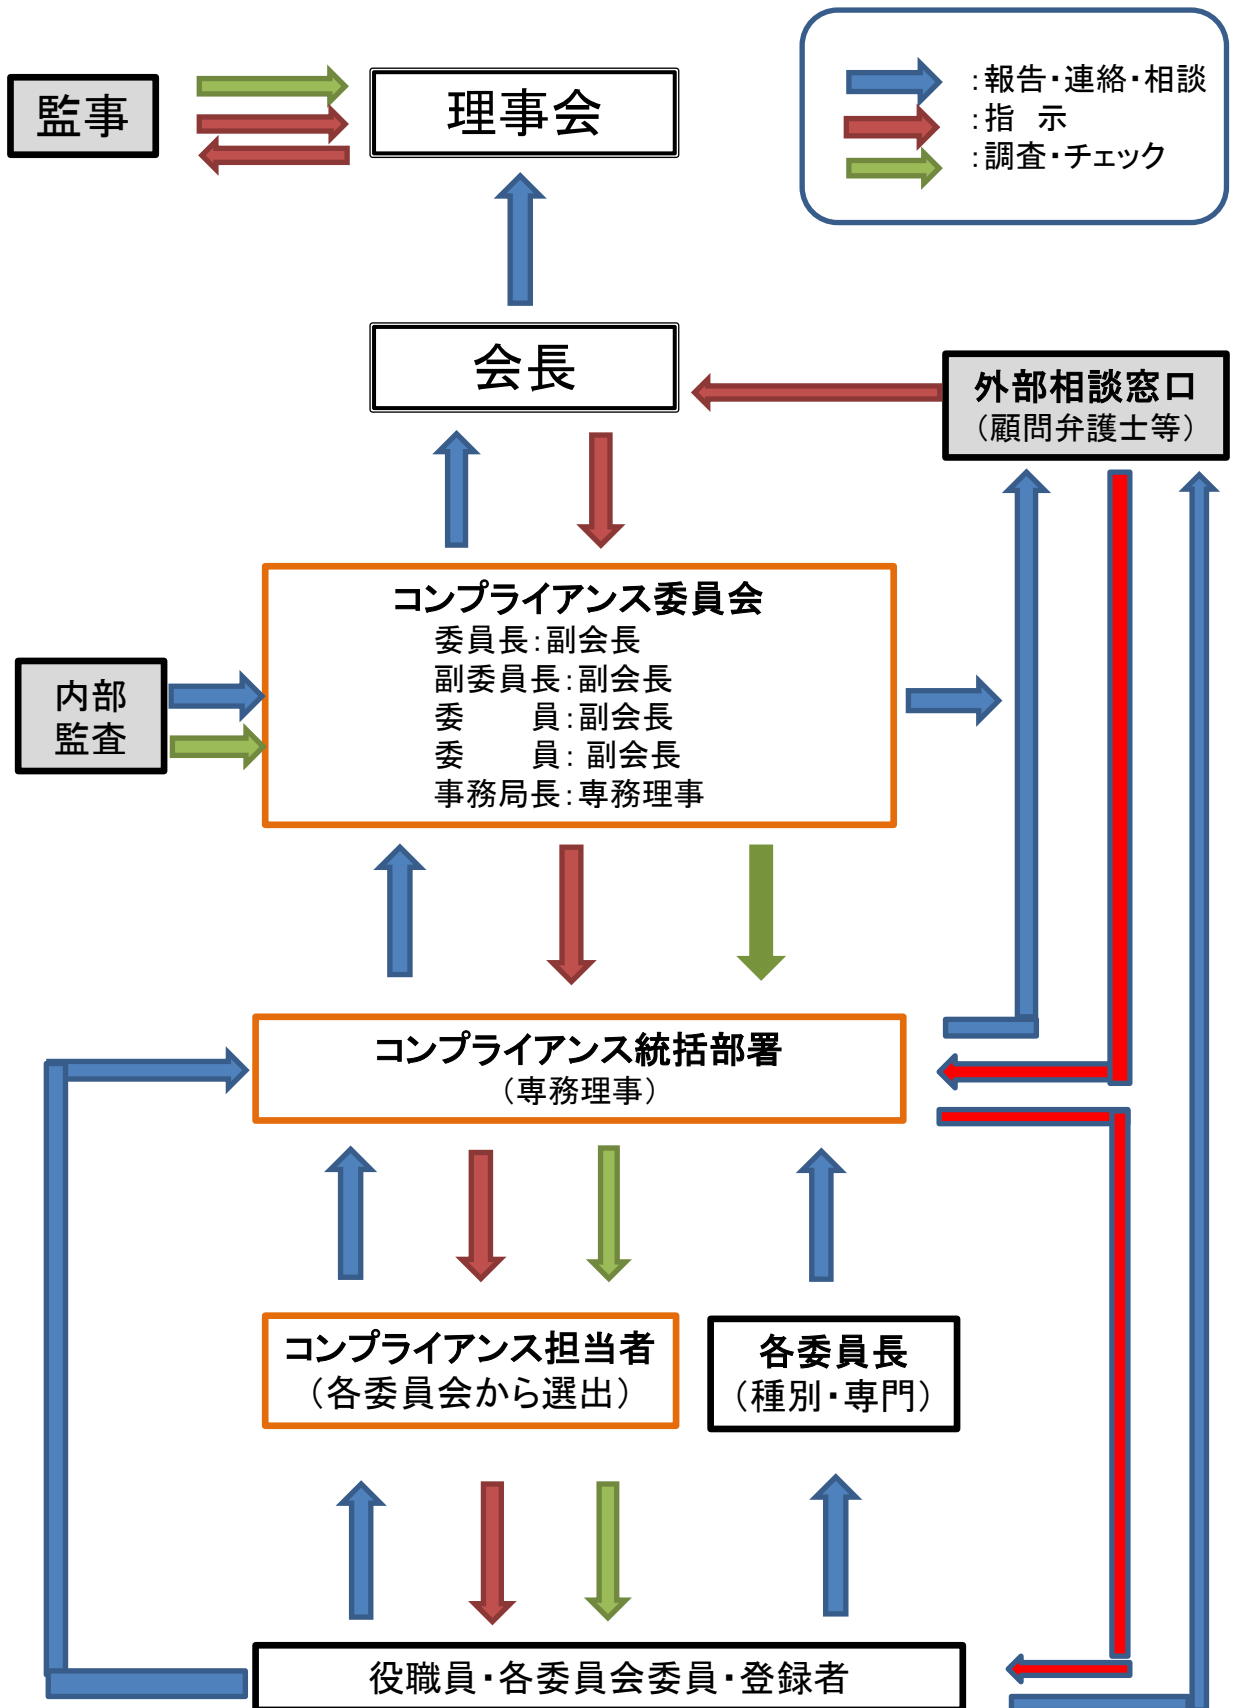 監事
理事会
:報告・連絡・相談
:指　示
:調査・チェック
会長
外部相談窓口
（顧問弁護士等）
コンプライアンス委員会
委員長:副会長
副委員長:副会長
委　　員:副会長
委　　員: 副会長
事務局長:専務理事
内部
監査
コンプライアンス統括部署
（専務理事）
コンプライアンス担当者
（各委員会から選出）
各委員長
（種別・専門）
役職員・各委員会委員・登録者